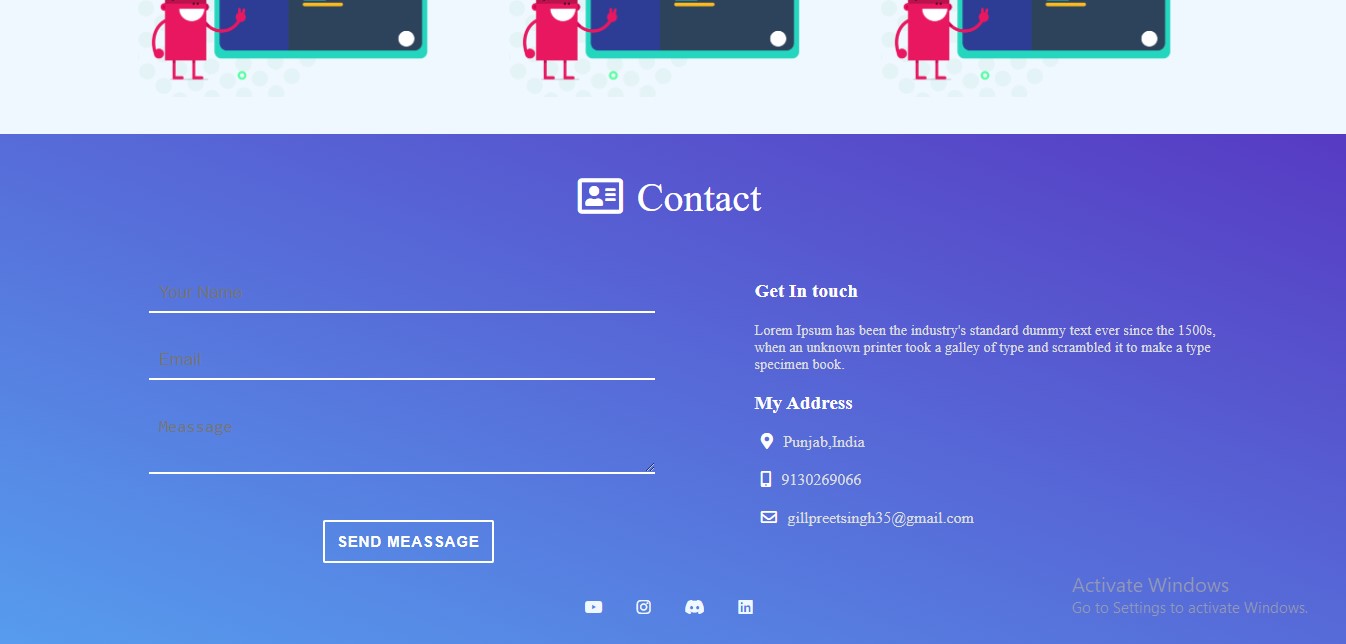 Contact
Your Name
Email
Meassage
SEND MEASSAGE
Get In touch
Lorem Ipsum has been the industry's standard dummy text ever since the 1500s,
when an unknown printer took a galley of type and scrambled it to make a type
specimen book.
My Address
Punjab,India
9130269066
gillpreetsingh35@gmail.com
Activate Windows
Go to Settings to activate Windows.